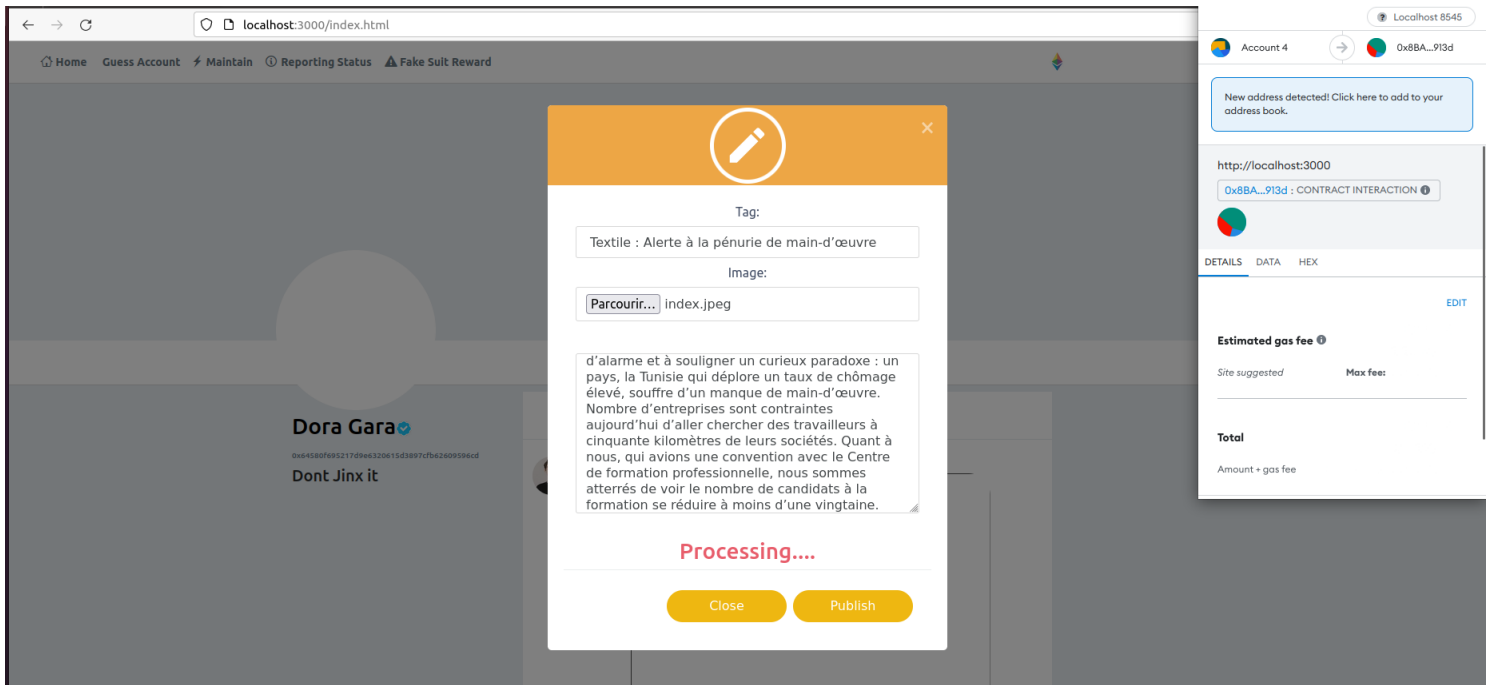 localhost:3000/index.html
Home Guess Account Maintain Reporting Status Fake Suit Reward
Tag:
Textile : Alerte à la pénurie de main-d’œuvre
Image:
Parcourir... index.jpeg
d’alarme et à souligner un curieux paradoxe : un
pays, la Tunisie qui déplore un taux de chômage
élevé, souffre d’un manque de main-d’œuvre.
Nombre d’entreprises sont contraintes
aujourd’hui d’aller chercher des travailleurs à
cinquante kilomètres de leurs sociétés. Quant à
nous, qui avions une convention avec le Centre
de formation professionnelle, nous sommes
atterrés de voir le nombre de candidats à la
formation se réduire à moins d’une vingtaine.
Processing....
Close Publish
Dora Gara
Dont Jinx it
Localhost 8545
Account 4 0x8BA...913d
New address detected! Click here to add to your
address book.
http://localhost:3000
0x8BA...913d : CONTRACT INTERACTION
DETAILS DATA HEX
EDIT
Estimated gas fee
Site suggested Max fee:
Total
Amount + gas fee